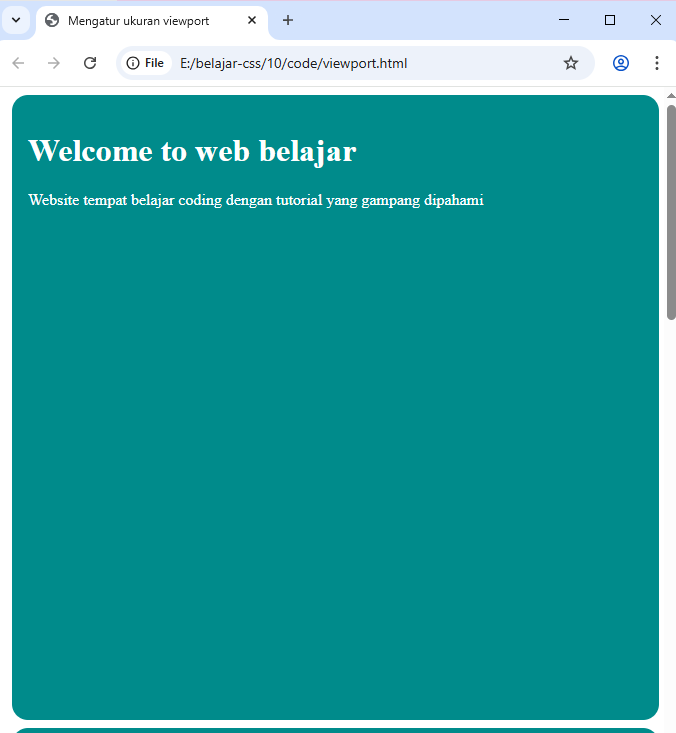 Mengatur ukuran viewport
File E:/belajar-css/10/code/viewport.html
Welcome to web belajar
Website tempat belajar coding dengan tutorial yang gampang dipahami